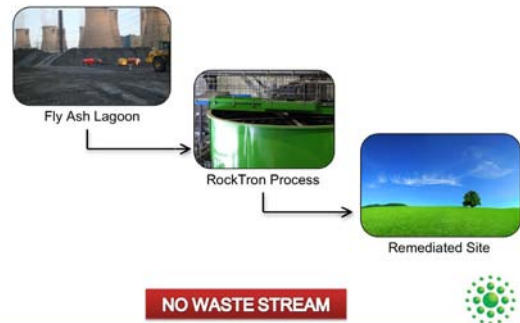 Fly Ash Lagoon
RockTron Process
Remediated Site
NO WASTE STREAM